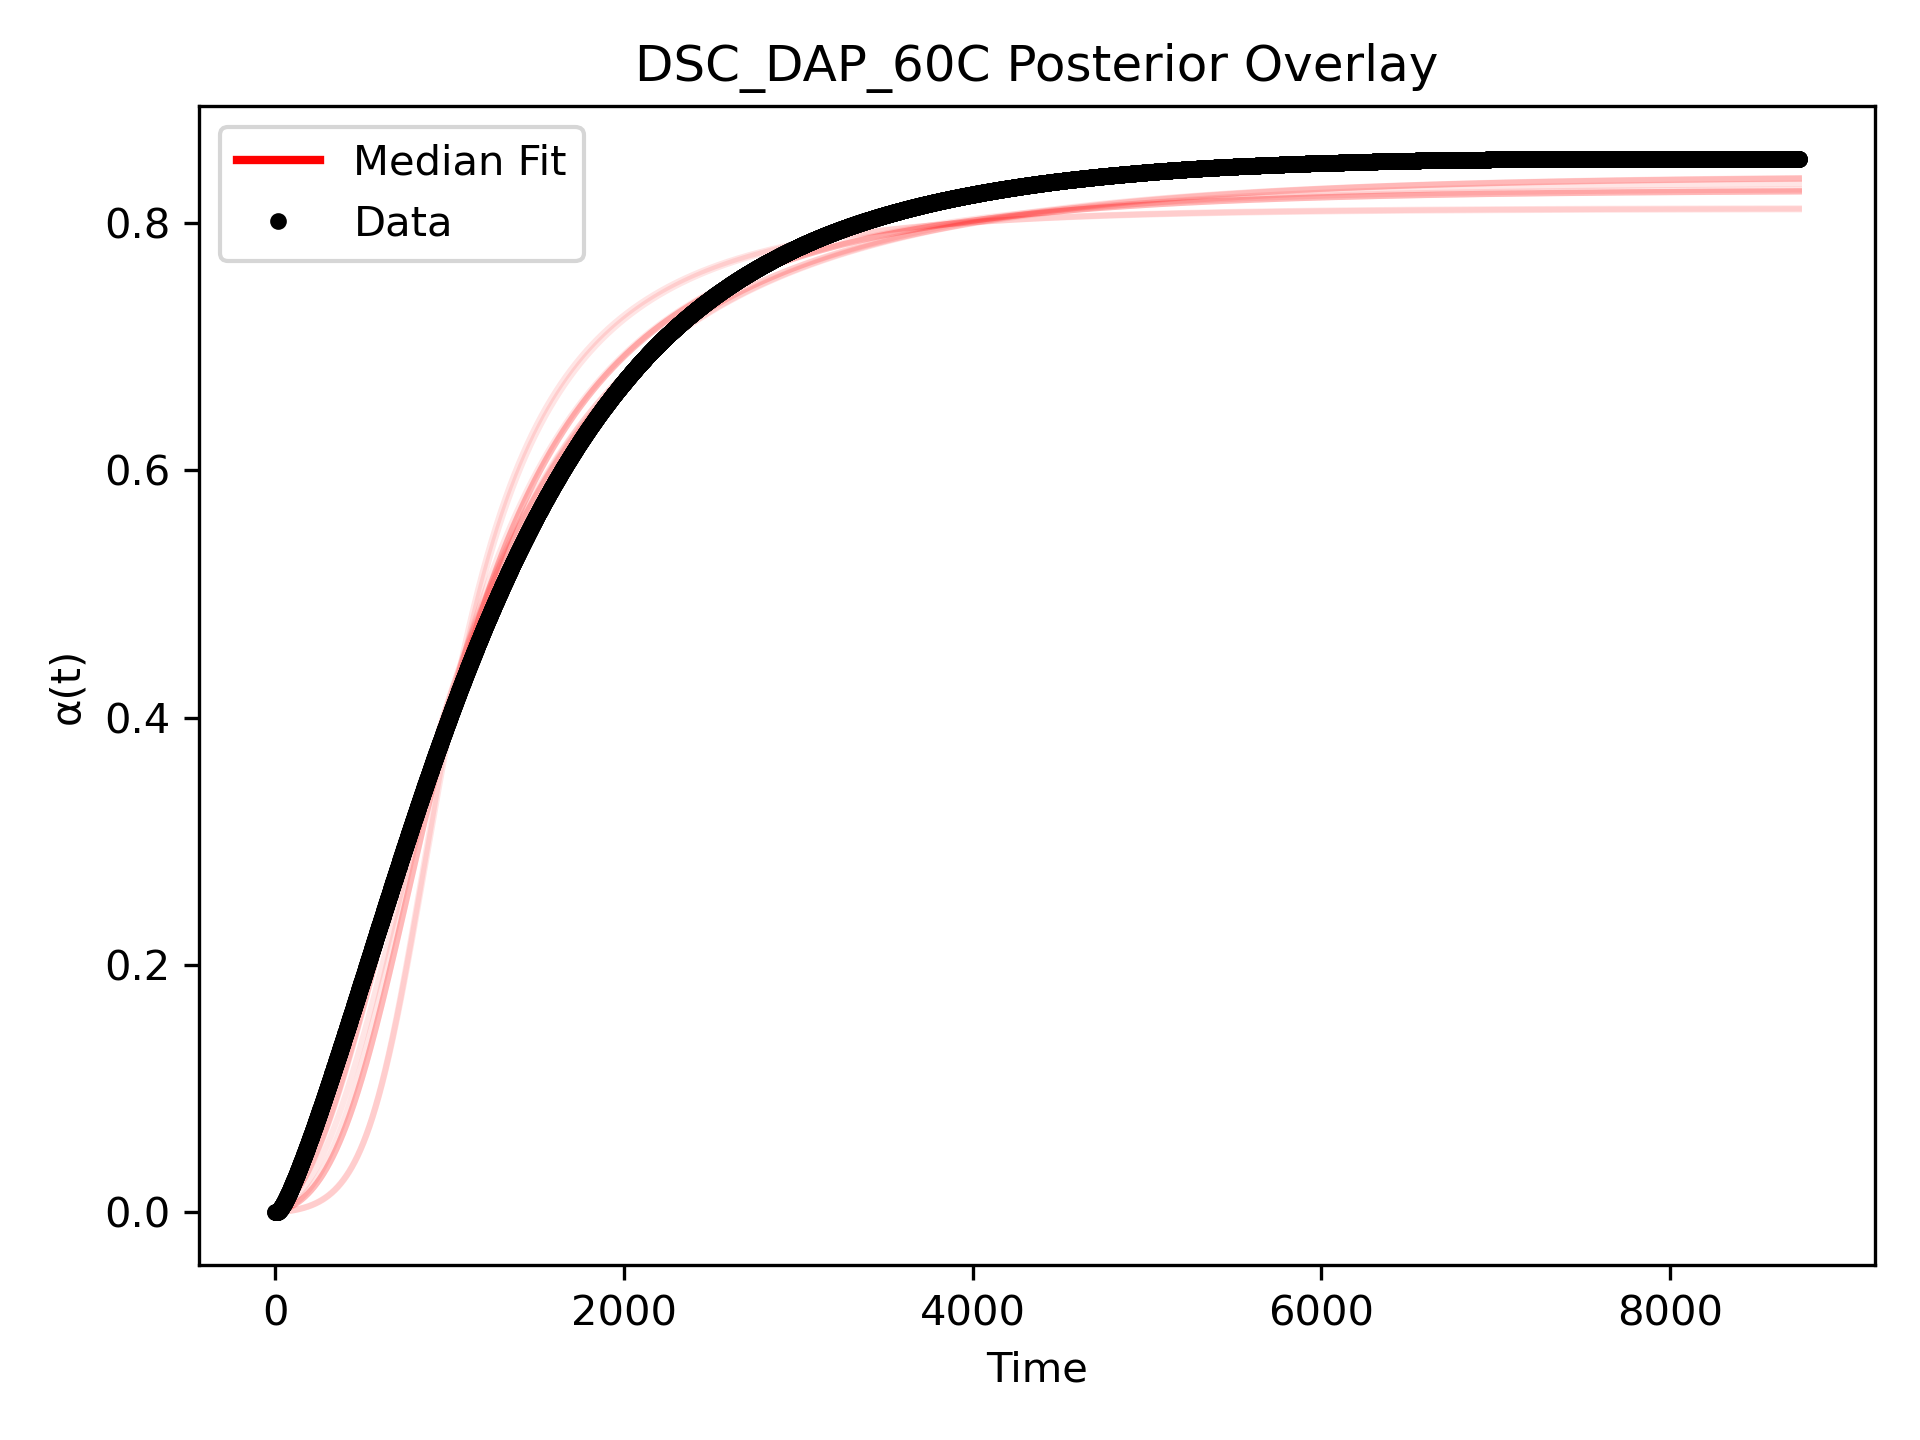 DSC_DAP_60C Posterior Overlay
Median Fit
Data
0.8
0.6
0.4
0.2
0.0
α(t)
0 2000 4000 6000 8000
Time